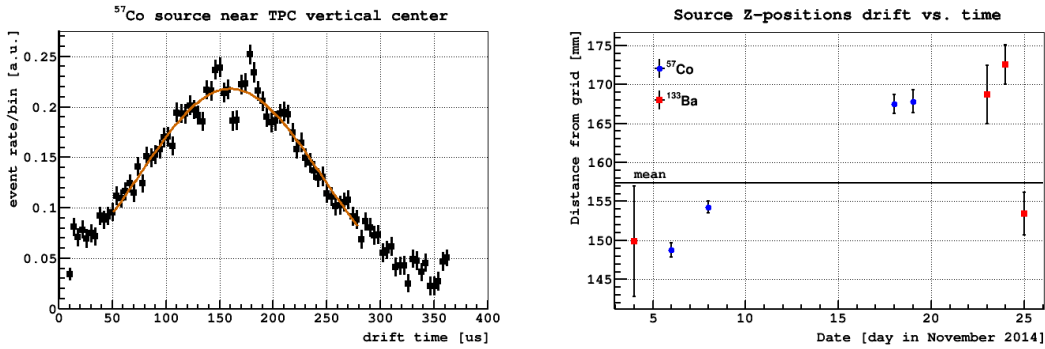 57Co source near TPC vertical center
event rate/bin [a.u.]
0.25
0.2
0.15
0.1
0.05
0
0 50 100 150 200 250 300 350 400
drift time [us]
Source Z-positions drift vs. time
Distance from grid [mm]
175
170
165
160
155
150
145
57Co
133Ba
mean
5 10 15 20 25
Date [day in November 2014]